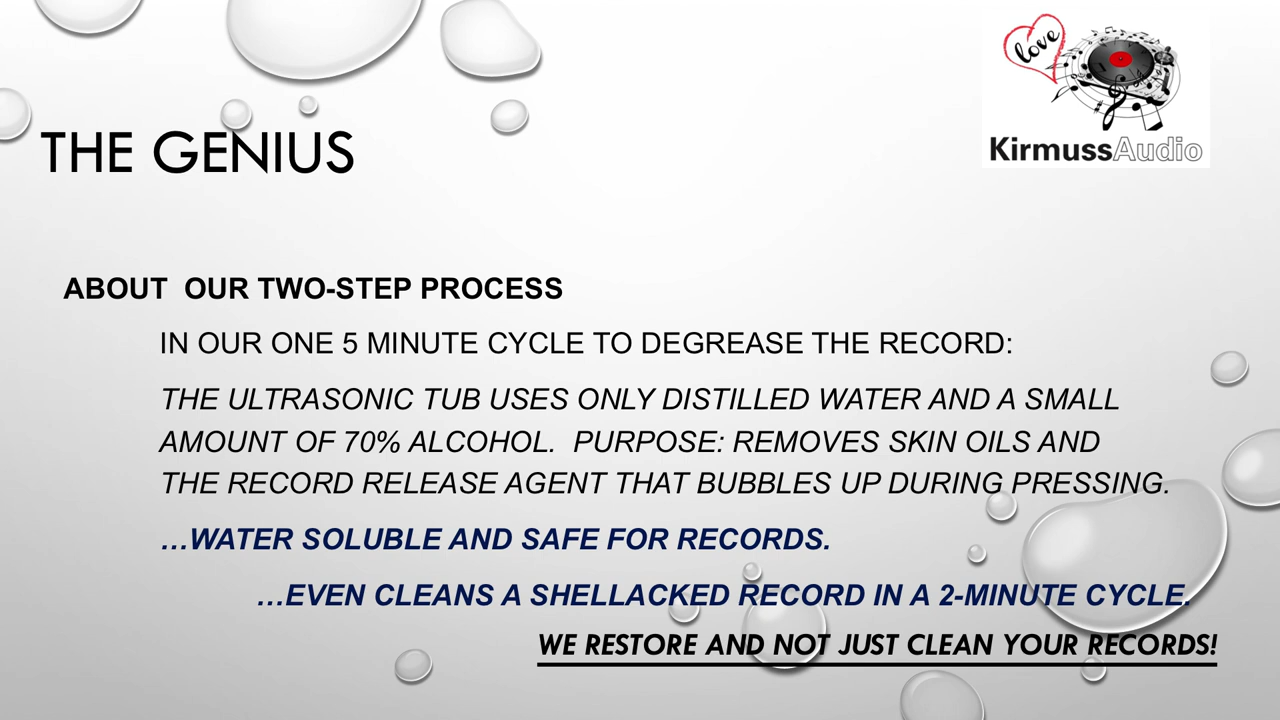 love
KirmussAudio
THE GENIUS
ABOUT OUR TWO-STEP PROCESS
IN OUR ONE 5 MINUTE CYCLE TO DEGREASE THE RECORD:
THE ULTRASONIC TUB USES ONLY DISTILLED WATER AND A SMALL
AMOUNT OF 70% ALCOHOL. PURPOSE: REMOVES SKIN OILS AND
THE RECORD RELEASE AGENT THAT BUBBLES UP DURING PRESSING.
…WATER SOLUBLE AND SAFE FOR RECORDS.
…EVEN CLEANS A SHELLACKED RECORD IN A 2-MINUTE CYCLE.
WE RESTORE AND NOT JUST CLEAN YOUR RECORDS!